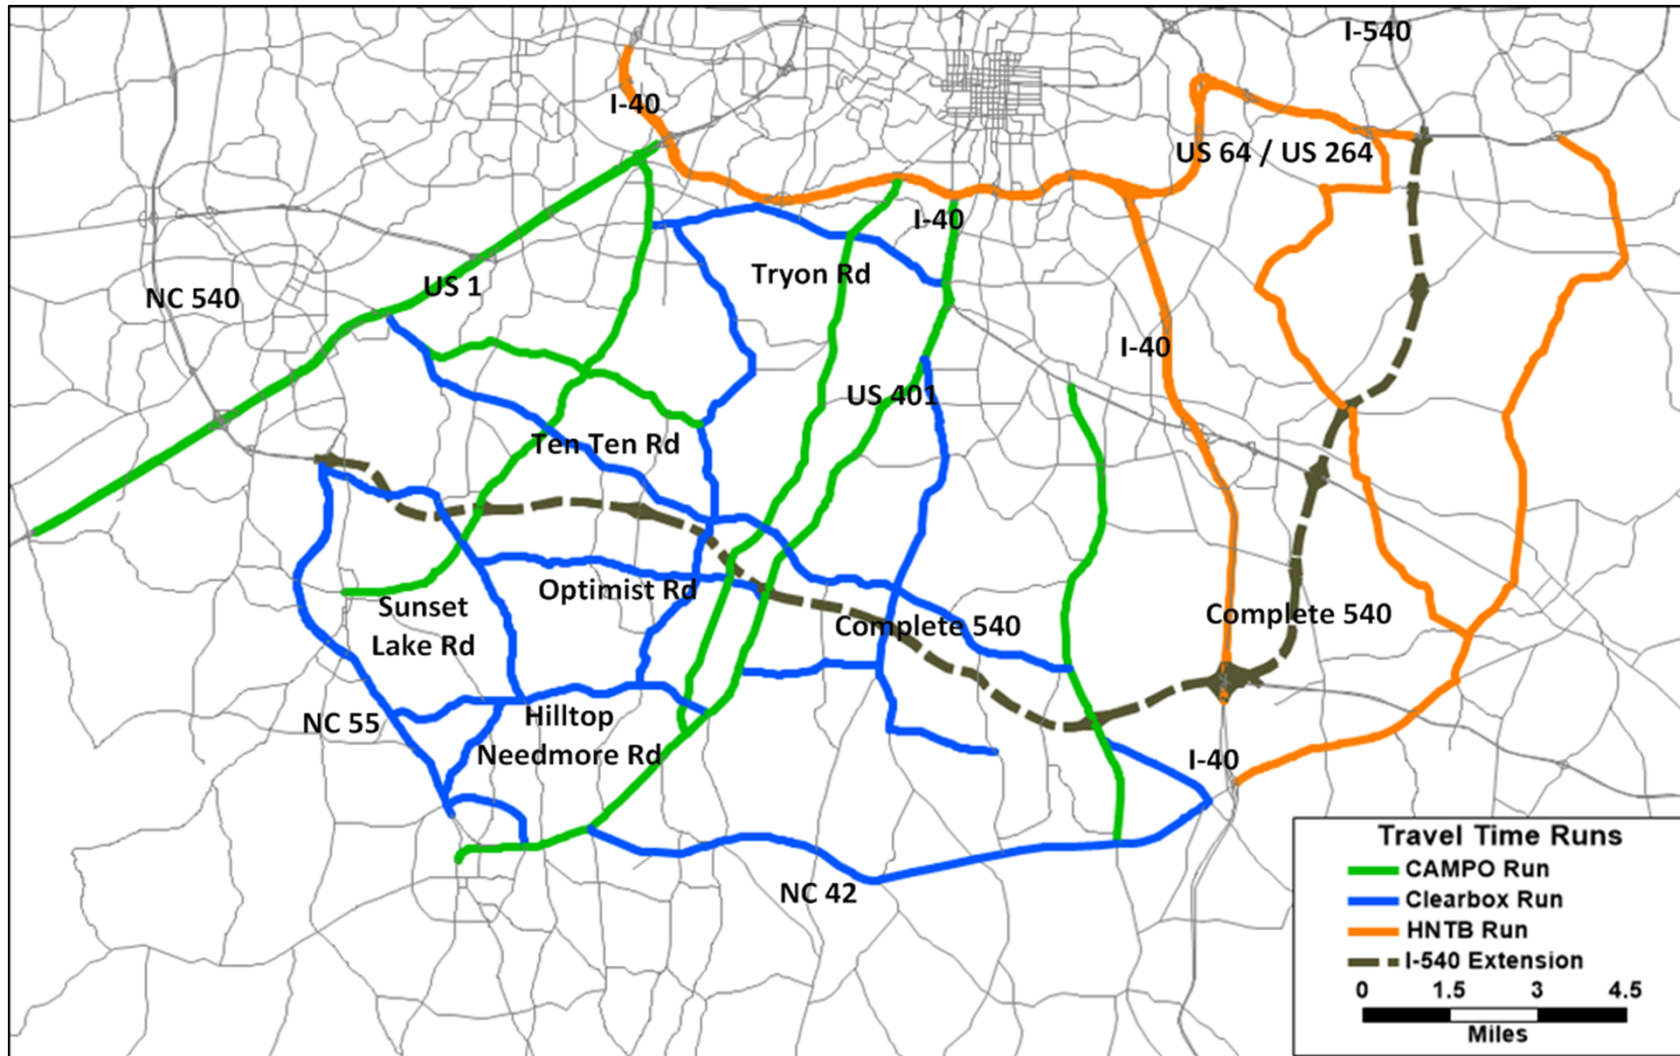 I-540
I-40
US 64 / US 264
I-40
Tryon Rd
US 1
NC 540
I-40
US 401
Ten Ten Rd
Optimist Rd
Sunset
Lake Rd
Complete 540
Complete 540
NC 55
Hilltop
Needmore Rd
I-40
NC 42
Travel Time Runs
CAMPO Run
Clearbox Run
HNTB Run
I-540 Extension
0 1.5 3 4.5
Miles